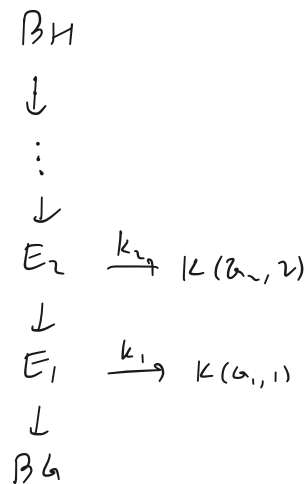 BH
↓
⋮
↓
E₂ →k₂ K(G₂, 2)
↓
E₁ →k₁ K(G₁, 1)
↓
BG